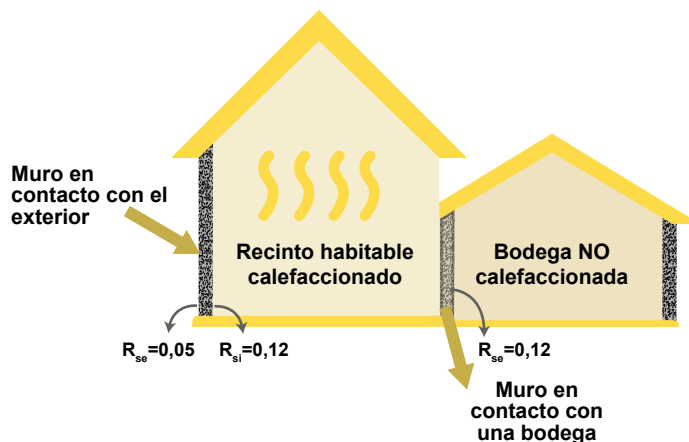 Muro en
contacto con el
exterior
Recinto habitable
calefaccionado
Bodega NO
calefaccionada
Rse=0,05
Rsi=0,12
Rse=0,12
Muro en
contacto con
una bodega